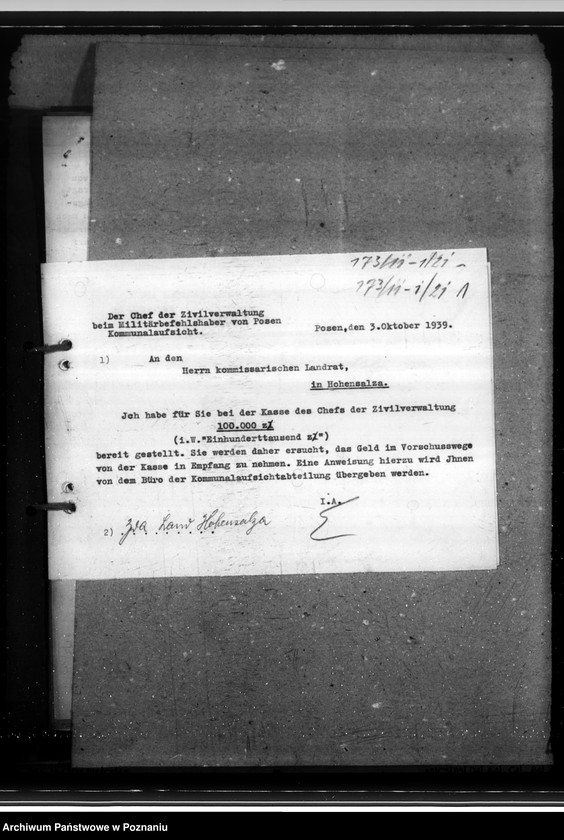 173/II-1/21 -
173/II-1/21 1
Der Chef der Zivilverwaltung
beim Militärbefehlshaber von Posen
Kommunalaufsicht.
Posen, den 3.Oktober 1939.
1) An den
Herrn kommissarischen Landrat,
in Hohensalza.
Jch habe für Sie bei der Kasse des Chefs der Zivilverwaltung
100.000 zł
(i.W."Einhunderttausend zł")
bereit gestellt. Sie werden daher ersucht, das Geld im Vorschusswege
von der Kasse in Empfang zu nehmen. Eine Anweisung hierzu wird Jhnen
von dem Büro der Kommunalaufsichtabteilung übergeben werden.
I.A.
2) Zda Landr Hohensalza
Archiwum Państwowe w Poznaniu